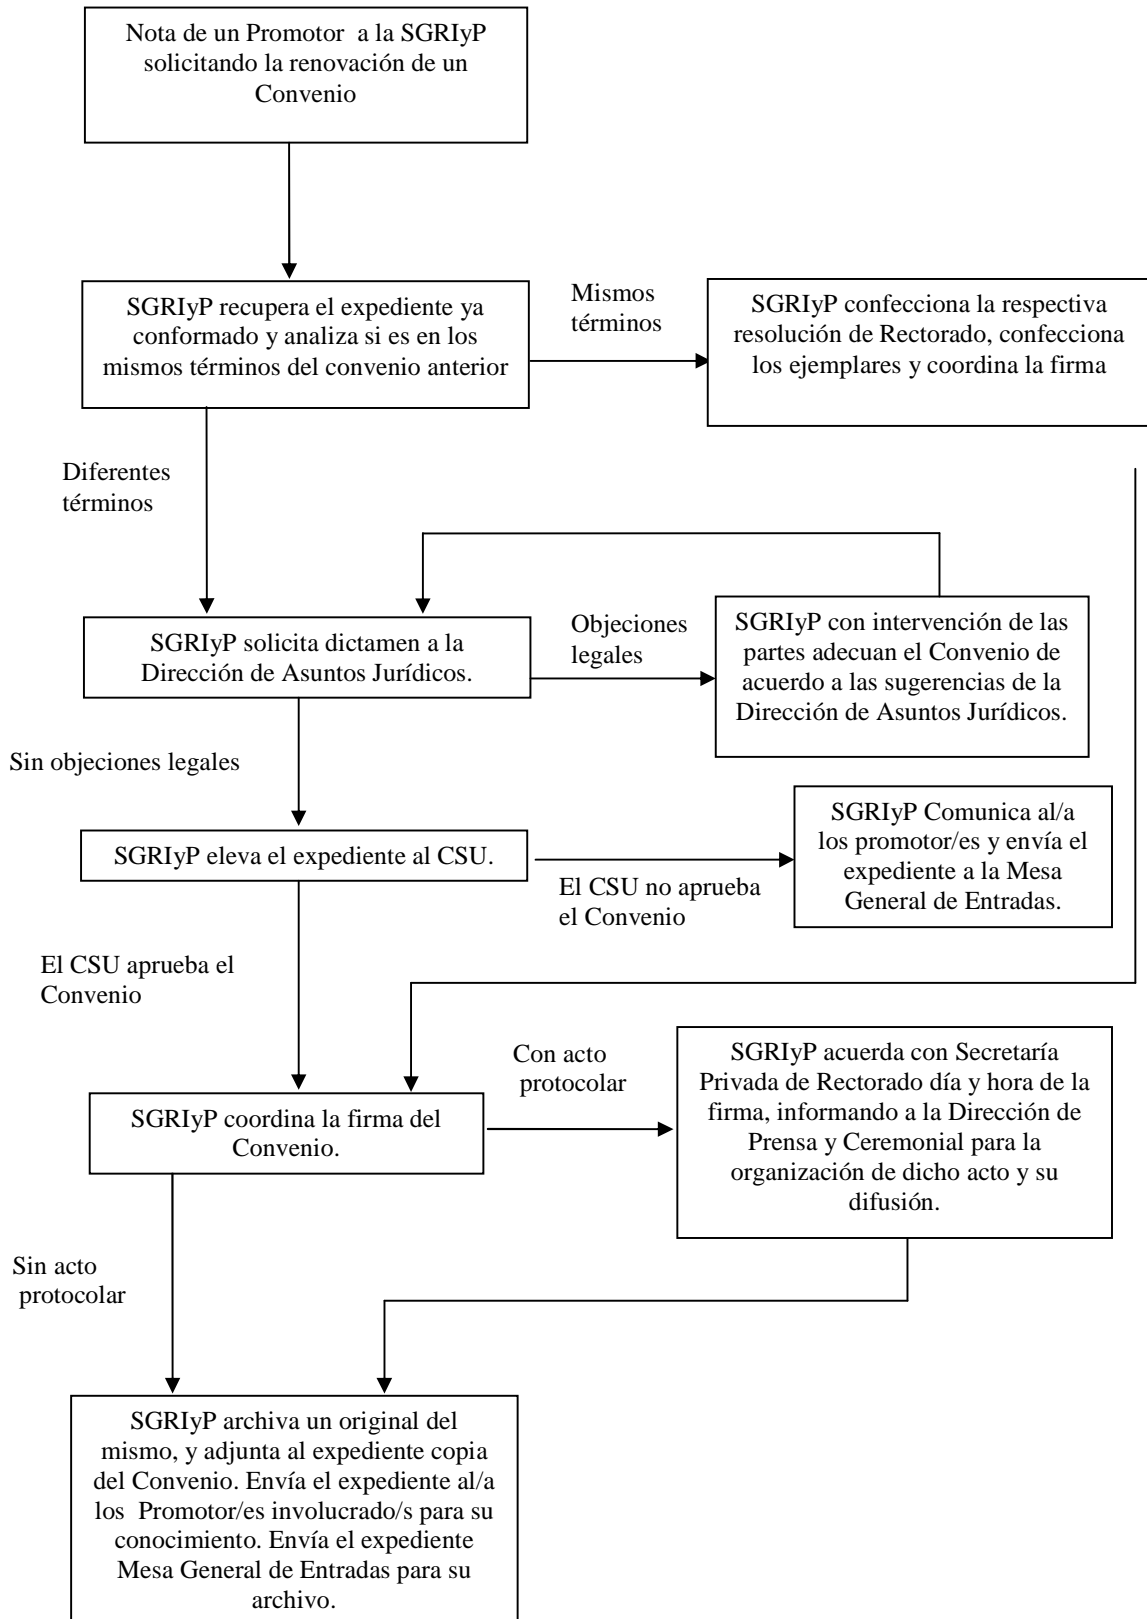 Nota de un Promotor a la SGRIyP
solicitando la renovación de un
Convenio
SGRIyP recupera el expediente ya
conformado y analiza si es en los
mismos términos del convenio anterior
Mismos
términos
SGRIyP confecciona la respectiva
resolución de Rectorado, confecciona
los ejemplares y coordina la firma
Diferentes
términos
SGRIyP solicita dictamen a la
Dirección de Asuntos Jurídicos.
Objeciones
legales
SGRIyP con intervención de las
partes adecuan el Convenio de
acuerdo a las sugerencias de la
Dirección de Asuntos Jurídicos.
Sin objeciones legales
SGRIyP eleva el expediente al CSU.
El CSU no aprueba
el Convenio
SGRIyP Comunica al/a
los promotor/es y envía el
expediente a la Mesa
General de Entradas.
El CSU aprueba el
Convenio
SGRIyP coordina la firma del
Convenio.
Con acto
protocolar
SGRIyP acuerda con Secretaría
Privada de Rectorado día y hora de la
firma, informando a la Dirección de
Prensa y Ceremonial para la
organización de dicho acto y su
difusión.
Sin acto
protocolar
SGRIyP archiva un original del
mismo, y adjunta al expediente copia
del Convenio. Envía el expediente al/a
los Promotor/es involucrado/s para su
conocimiento. Envía el expediente
Mesa General de Entradas para su
archivo.